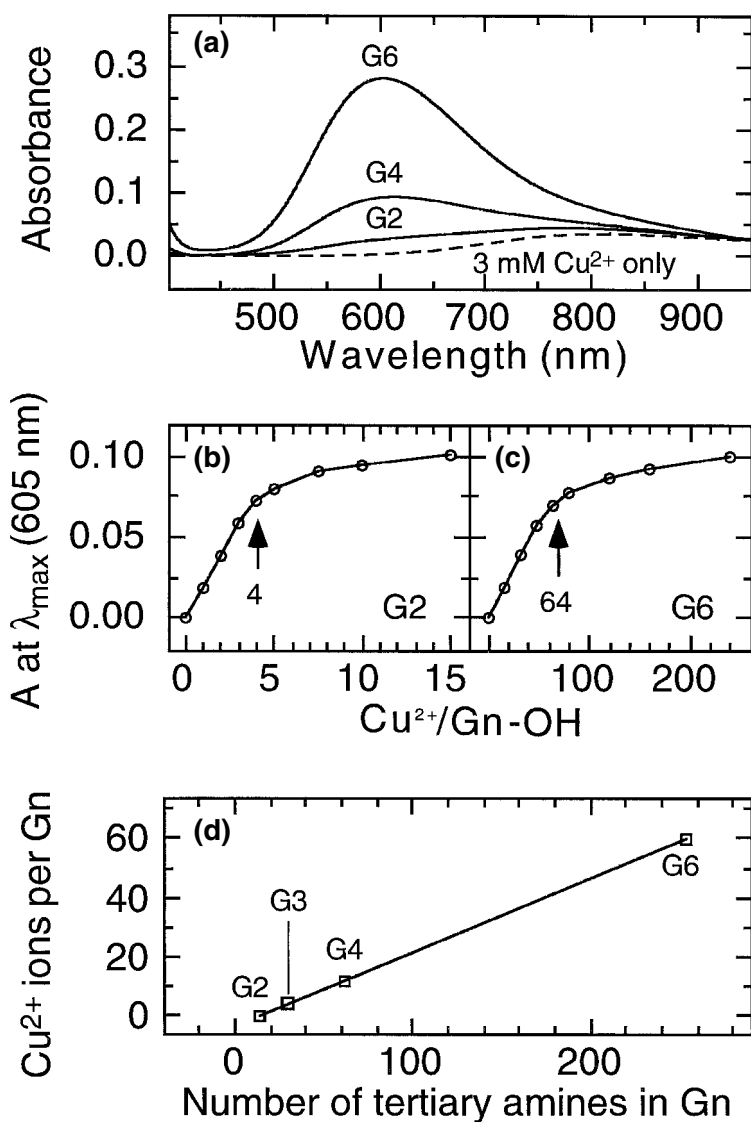 (a)
G6
G4
G2
3 mM Cu²⁺ only
Absorbance
0.3
0.2
0.1
0.0
500 600 700 800 900
Wavelength (nm)
(b)
(c)
A at λmax (605 nm)
0.10
0.05
0.00
4
G2
64
G6
0 5 10 15
100 200
Cu²⁺/Gn-OH
(d)
Cu²⁺ ions per Gn
60
40
20
0
G2
G3
G4
G6
0 100 200
Number of tertiary amines in Gn